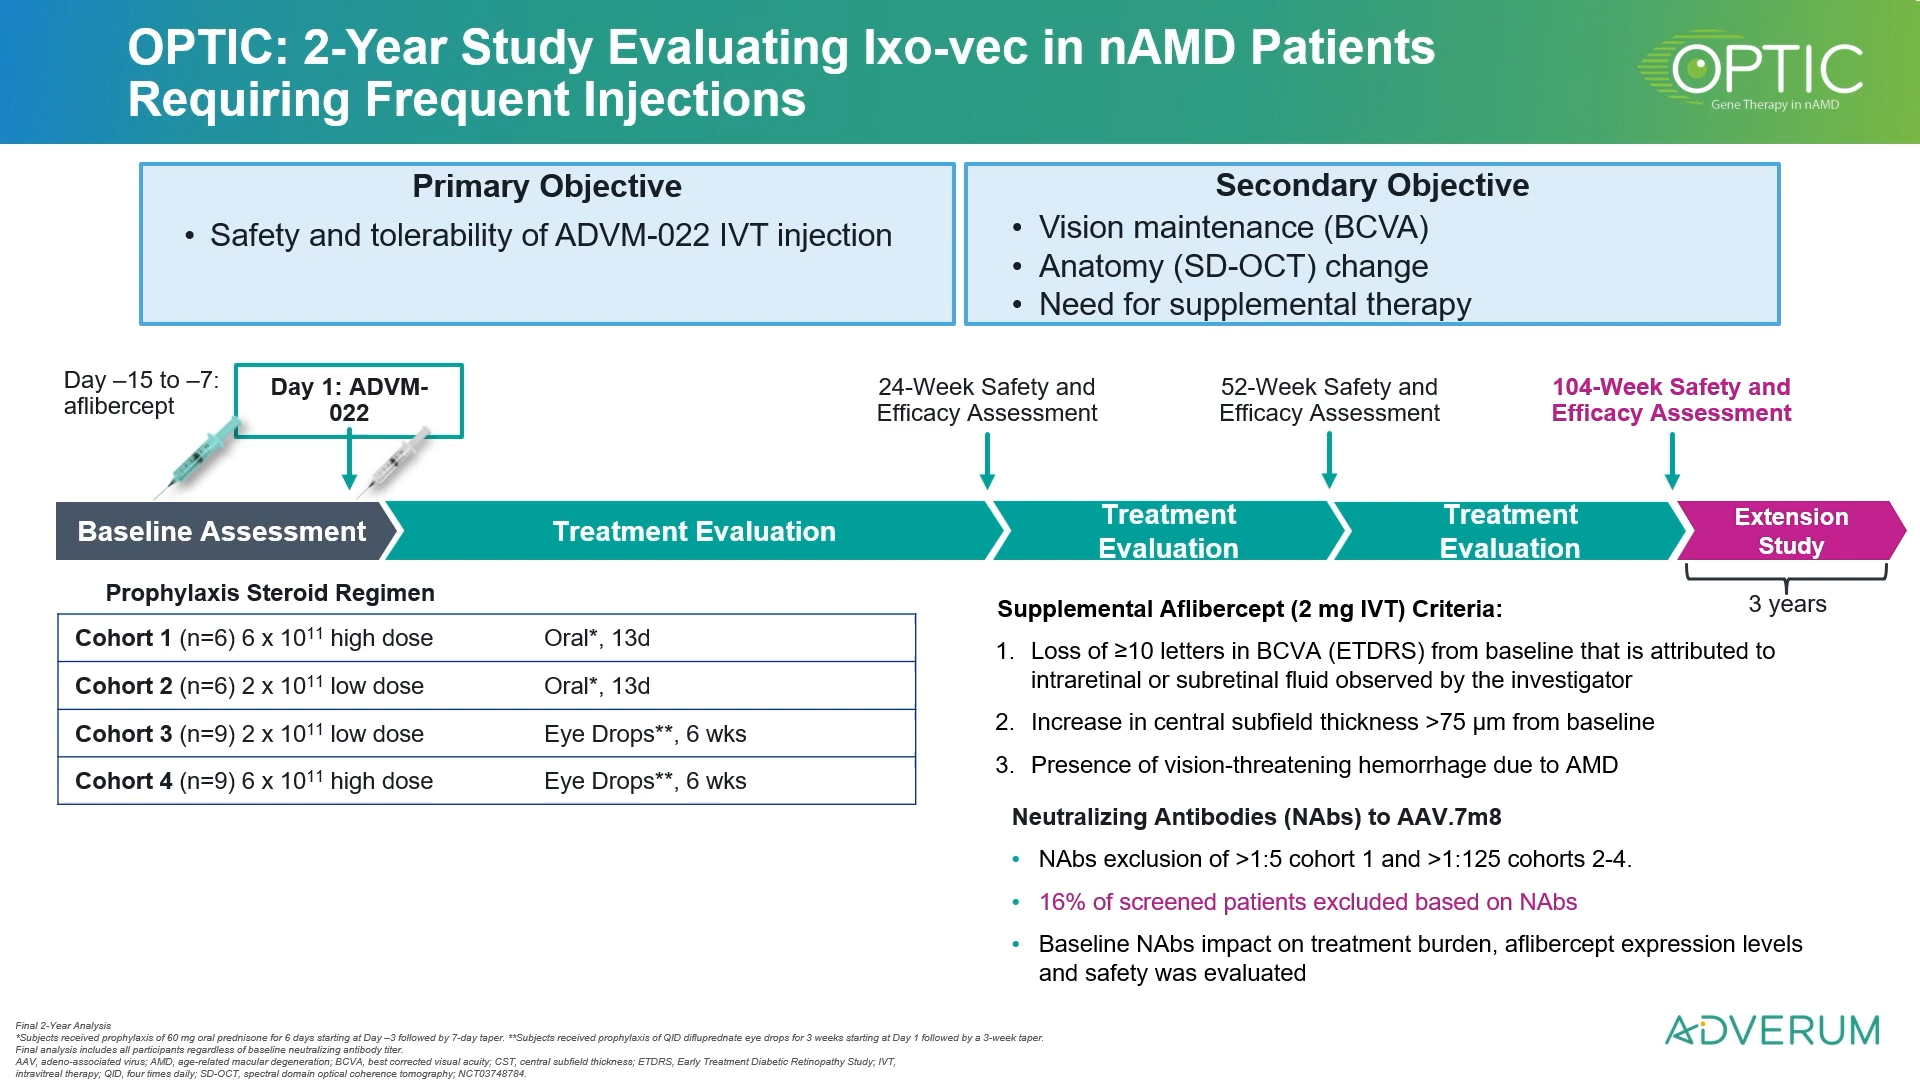 OPTIC: 2-Year Study Evaluating Ixo-vec in nAMD Patients
Requiring Frequent Injections
OPTIC
Gene Therapy in nAMD
Primary Objective
• Safety and tolerability of ADVM-022 IVT injection
Secondary Objective
• Vision maintenance (BCVA)
• Anatomy (SD-OCT) change
• Need for supplemental therapy
Day –15 to –7:
aflibercept
Day 1: ADVM-
022
24-Week Safety and
Efficacy Assessment
52-Week Safety and
Efficacy Assessment
104-Week Safety and
Efficacy Assessment
Baseline Assessment
Treatment Evaluation
Treatment
Evaluation
Treatment
Evaluation
Extension
Study
3 years
Prophylaxis Steroid Regimen
Cohort 1 (n=6) 6 x 10¹¹ high dose Oral*, 13d
Cohort 2 (n=6) 2 x 10¹¹ low dose Oral*, 13d
Cohort 3 (n=9) 2 x 10¹¹ low dose Eye Drops**, 6 wks
Cohort 4 (n=9) 6 x 10¹¹ high dose Eye Drops**, 6 wks
Supplemental Aflibercept (2 mg IVT) Criteria:
1. Loss of ≥10 letters in BCVA (ETDRS) from baseline that is attributed to
intraretinal or subretinal fluid observed by the investigator
2. Increase in central subfield thickness >75 µm from baseline
3. Presence of vision-threatening hemorrhage due to AMD
Neutralizing Antibodies (NAbs) to AAV.7m8
• NAbs exclusion of >1:5 cohort 1 and >1:125 cohorts 2-4.
• 16% of screened patients excluded based on NAbs
• Baseline NAbs impact on treatment burden, aflibercept expression levels
and safety was evaluated
Final 2-Year Analysis
*Subjects received prophylaxis of 60 mg oral prednisone for 6 days starting at Day –3 followed by 7-day taper. **Subjects received prophylaxis of QID difluprednate eye drops for 3 weeks starting at Day 1 followed by a 3-week taper.
Final analysis includes all participants regardless of baseline neutralizing antibody titer.
AAV, adeno-associated virus; AMD, age-related macular degeneration; BCVA, best corrected visual acuity; CST, central subfield thickness; ETDRS, Early Treatment Diabetic Retinopathy Study; IVT,
intravitreal therapy; QID, four times daily; SD-OCT, spectral domain optical coherence tomography; NCT03748784.
ADVERUM